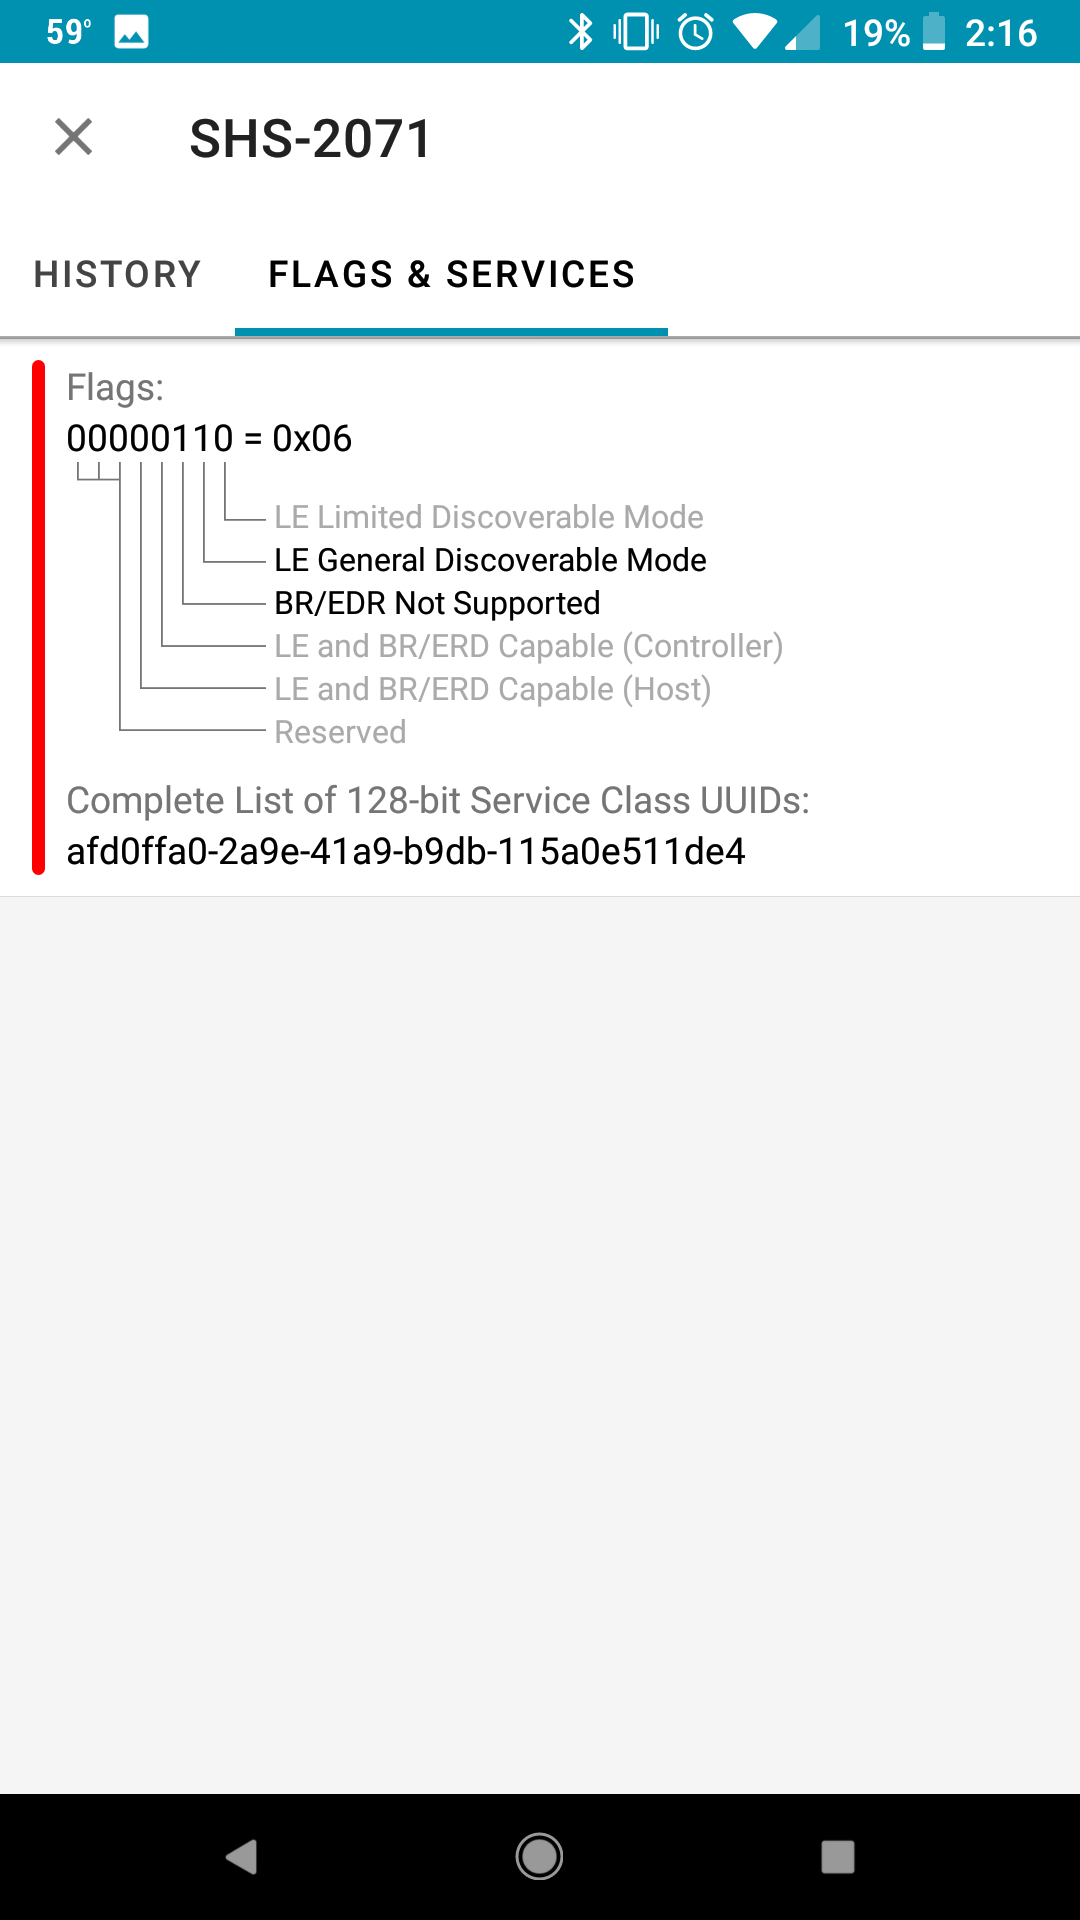 59° 19% 2:16
SHS-2071
HISTORY FLAGS & SERVICES
Flags:
00000110 = 0x06
LE Limited Discoverable Mode
LE General Discoverable Mode
BR/EDR Not Supported
LE and BR/ERD Capable (Controller)
LE and BR/ERD Capable (Host)
Reserved
Complete List of 128-bit Service Class UUIDs:
afd0ffa0-2a9e-41a9-b9db-115a0e511de4